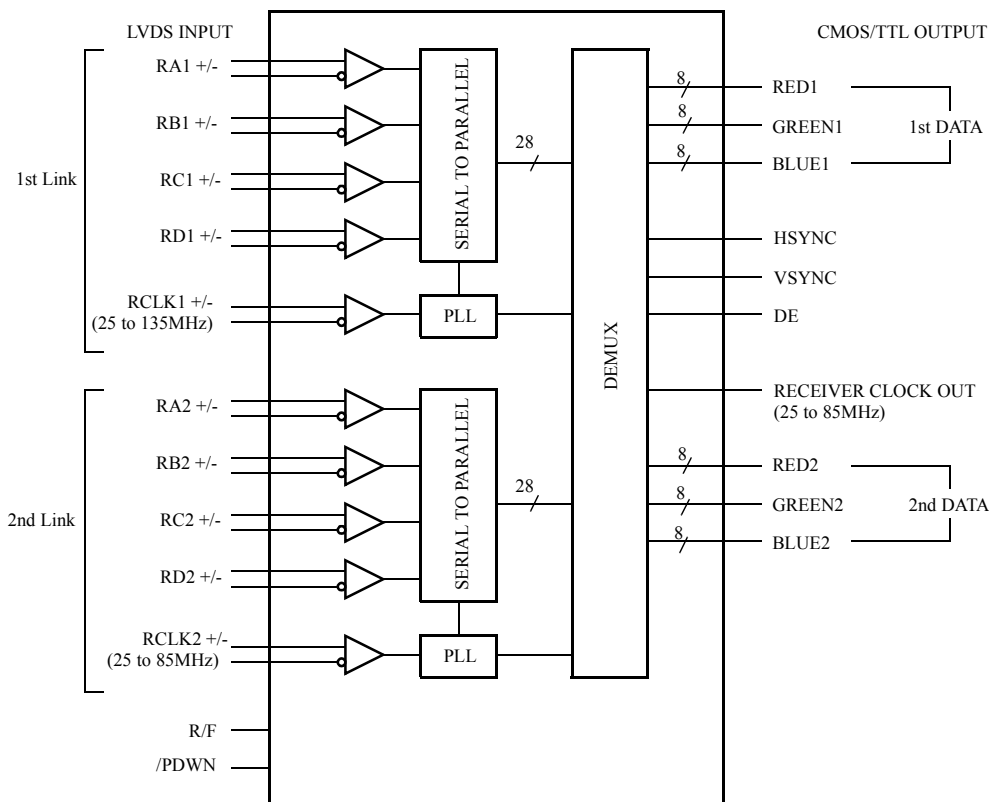 LVDS INPUT
CMOS/TTL OUTPUT
1st Link
RA1 +/-
RB1 +/-
RC1 +/-
RD1 +/-
RCLK1 +/-
(25 to 135MHz)
SERIAL TO PARALLEL
PLL
28
2nd Link
RA2 +/-
RB2 +/-
RC2 +/-
RD2 +/-
RCLK2 +/-
(25 to 85MHz)
SERIAL TO PARALLEL
PLL
28
R/F
/PDWN
DEMUX
8
RED1
8
GREEN1
8
BLUE1
1st DATA
HSYNC
VSYNC
DE
RECEIVER CLOCK OUT
(25 to 85MHz)
8
RED2
8
GREEN2
8
BLUE2
2nd DATA